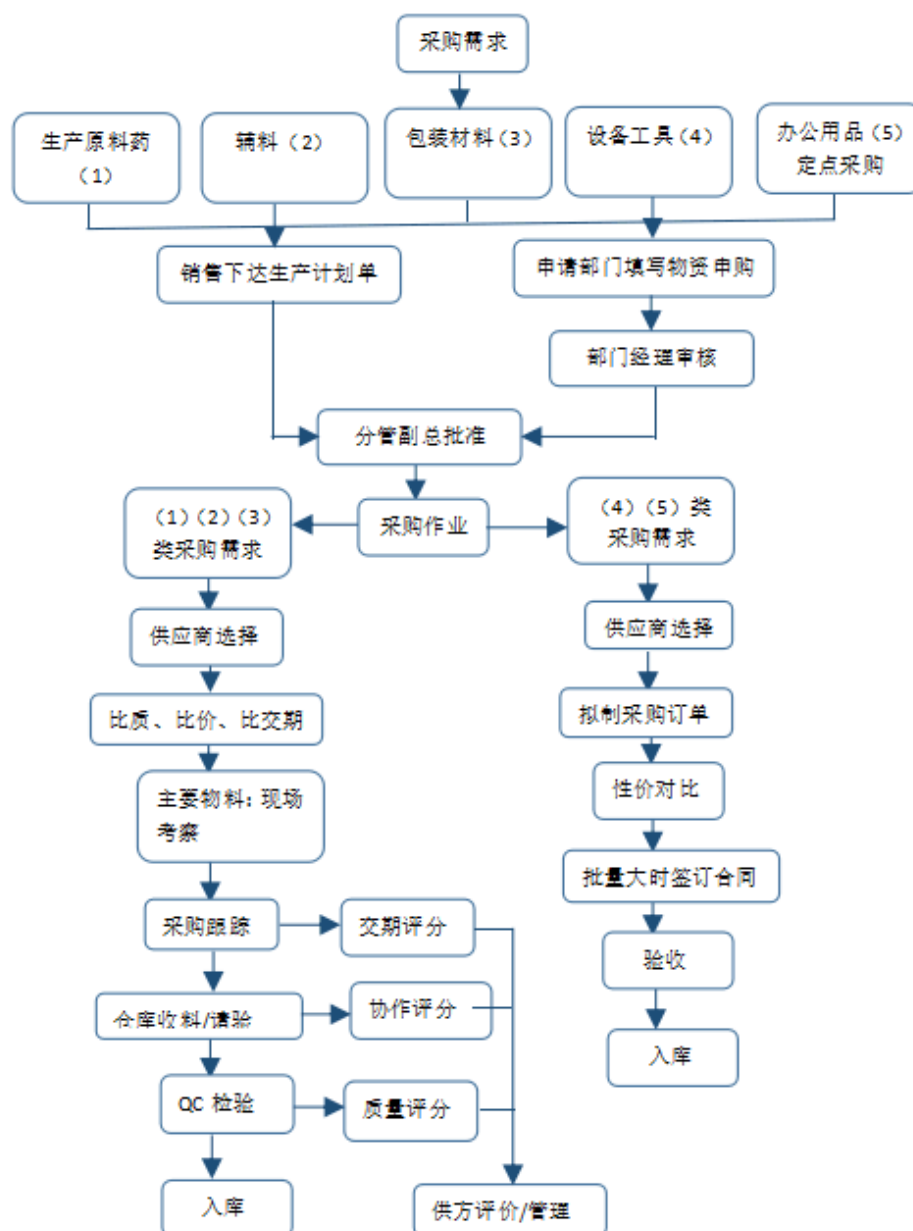 采购需求
生产原料药
（1）
辅料（2）
包装材料（3）
设备工具（4）
办公用品（5）
定点采购
销售下达生产计划单
申请部门填写物资申购
部门经理审核
分管副总批准
（1）（2）（3）
类采购需求
采购作业
（4）（5）类
采购需求
供应商选择
供应商选择
比质、比价、比交期
拟制采购订单
主要物料：现场
考察
性价对比
批量大时签订合同
采购跟踪
交期评分
验收
仓库收料/请验
协作评分
入库
QC 检验
质量评分
入库
供方评价/管理